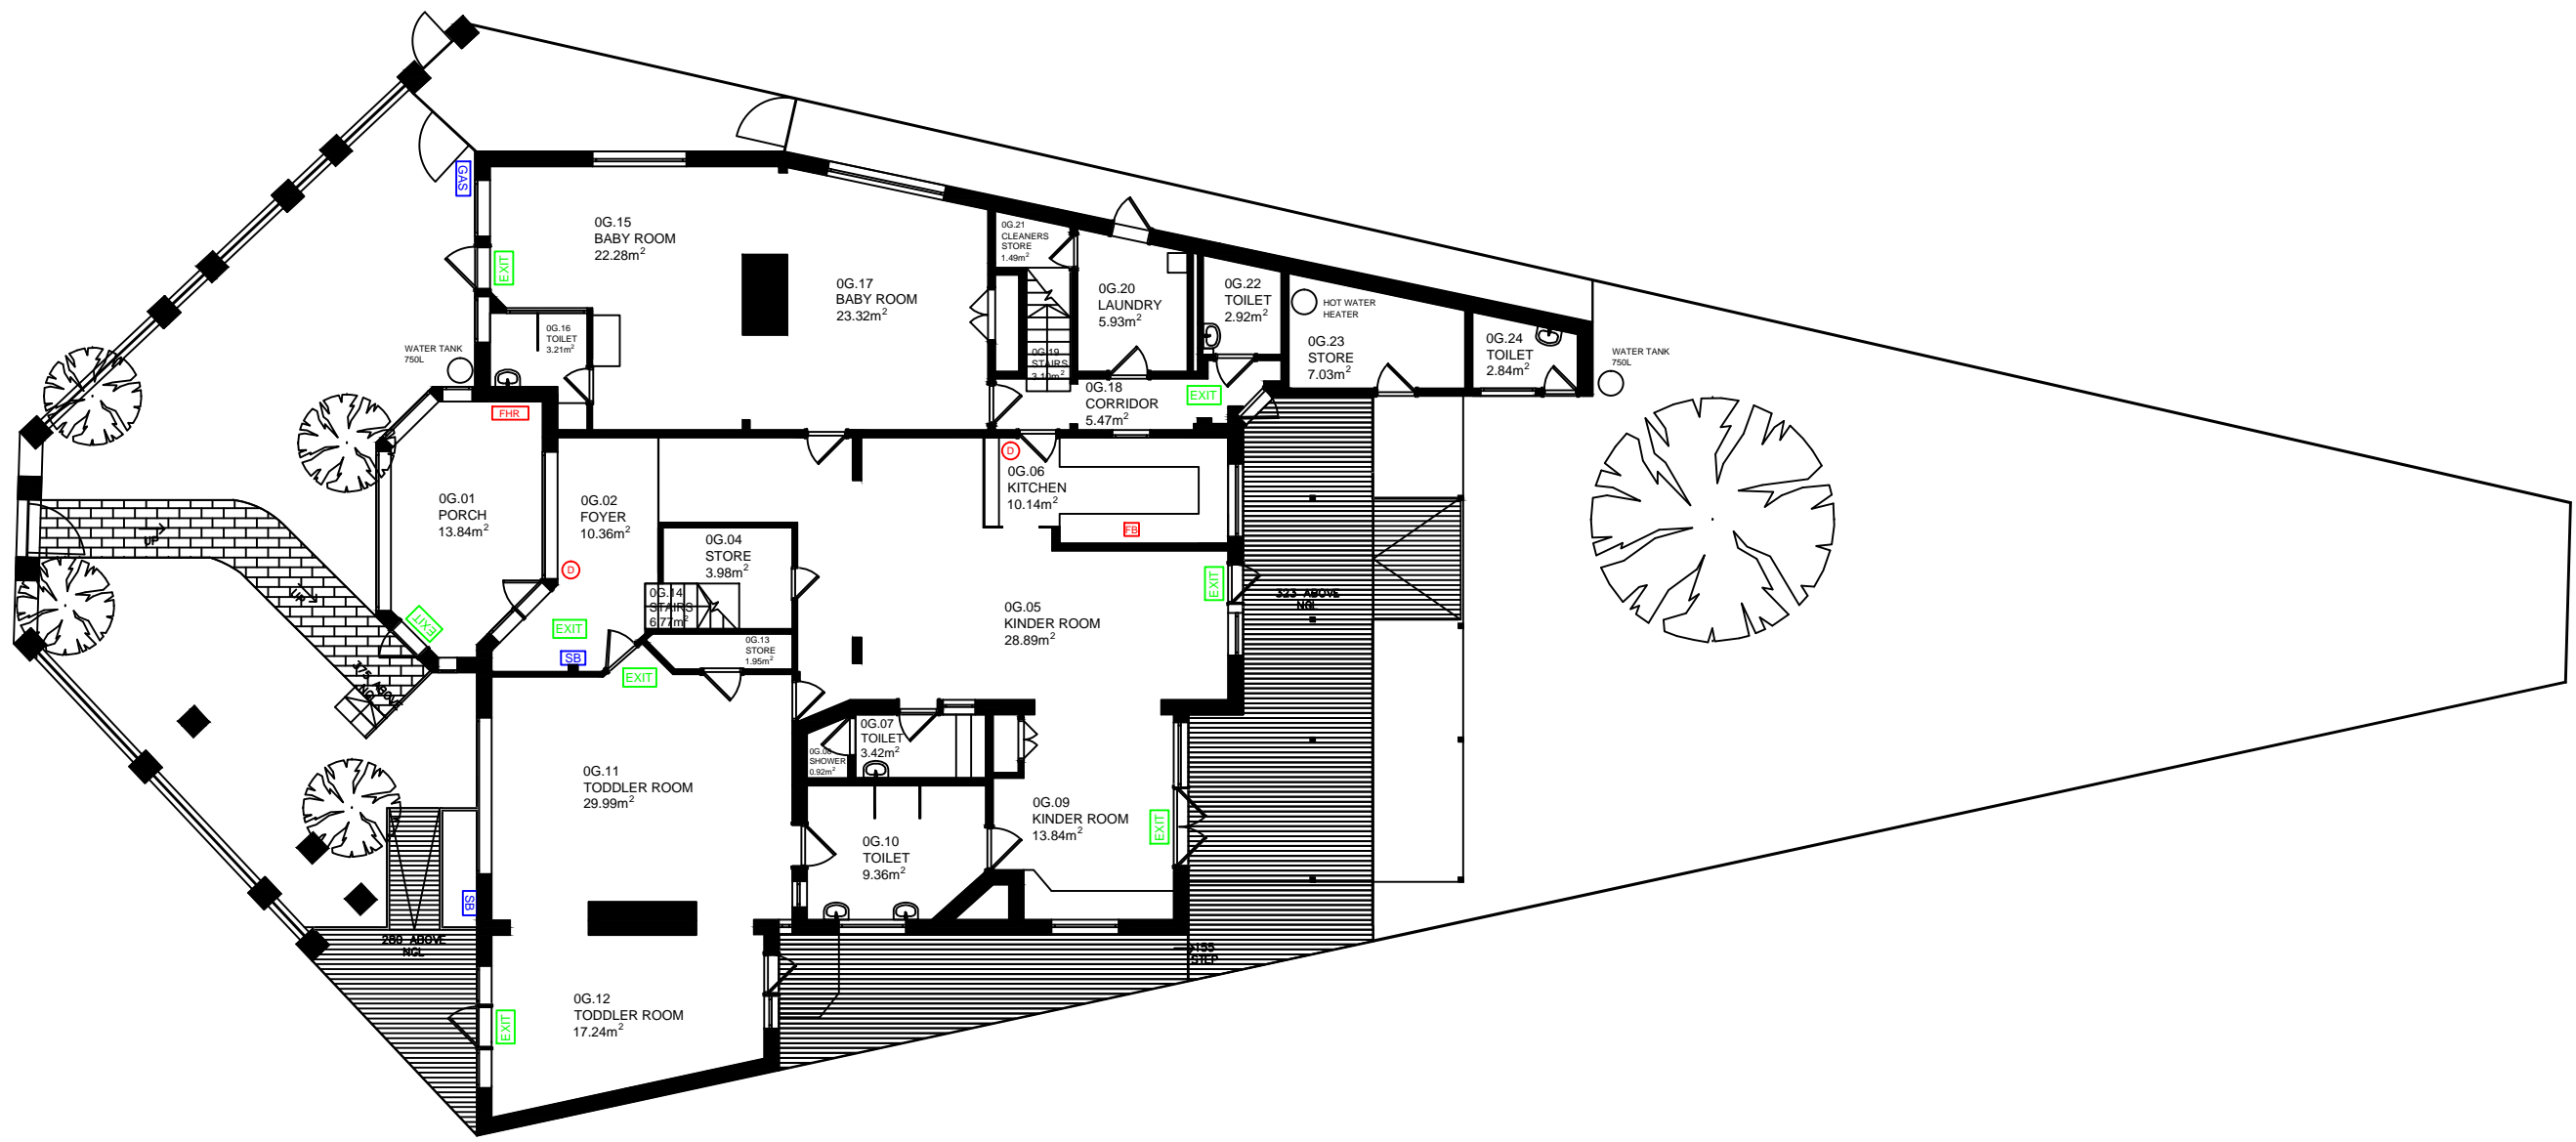 GAS
0G.15
BABY ROOM
22.28m²
EXIT
0G.17
BABY ROOM
23.32m²
0G.16
TOILET
3.21m²
WATER TANK
750L
FHR
0G.21
CLEANERS
STORE
1.49m²
0G.20
LAUNDRY
5.93m²
0G.19
STAIRS
0G.22
TOILET
2.92m²
HOT WATER
HEATER
0G.23
STORE
7.03m²
0G.24
TOILET
2.84m²
WATER TANK
750L
0G.18
CORRIDOR
5.47m²
EXIT
0G.01
PORCH
13.84m²
UP
UP
EXIT
375 ABOVE
0G.02
FOYER
10.36m²
D
EXIT
SB
0G.04
STORE
3.98m²
0G.14
STAIRS
6.77m²
0G.13
STORE
1.95m²
EXIT
D
0G.06
KITCHEN
10.14m²
FB
0G.05
KINDER ROOM
28.89m²
EXIT
323 ABOVE
NGL
0G.07
TOILET
3.42m²
0G.08
SHOWER
0.92m²
0G.11
TODDLER ROOM
29.99m²
0G.09
KINDER ROOM
13.84m²
EXIT
0G.10
TOILET
9.36m²
SB
280 ABOVE
NGL
155
STEP
0G.12
TODDLER ROOM
17.24m²
EXIT